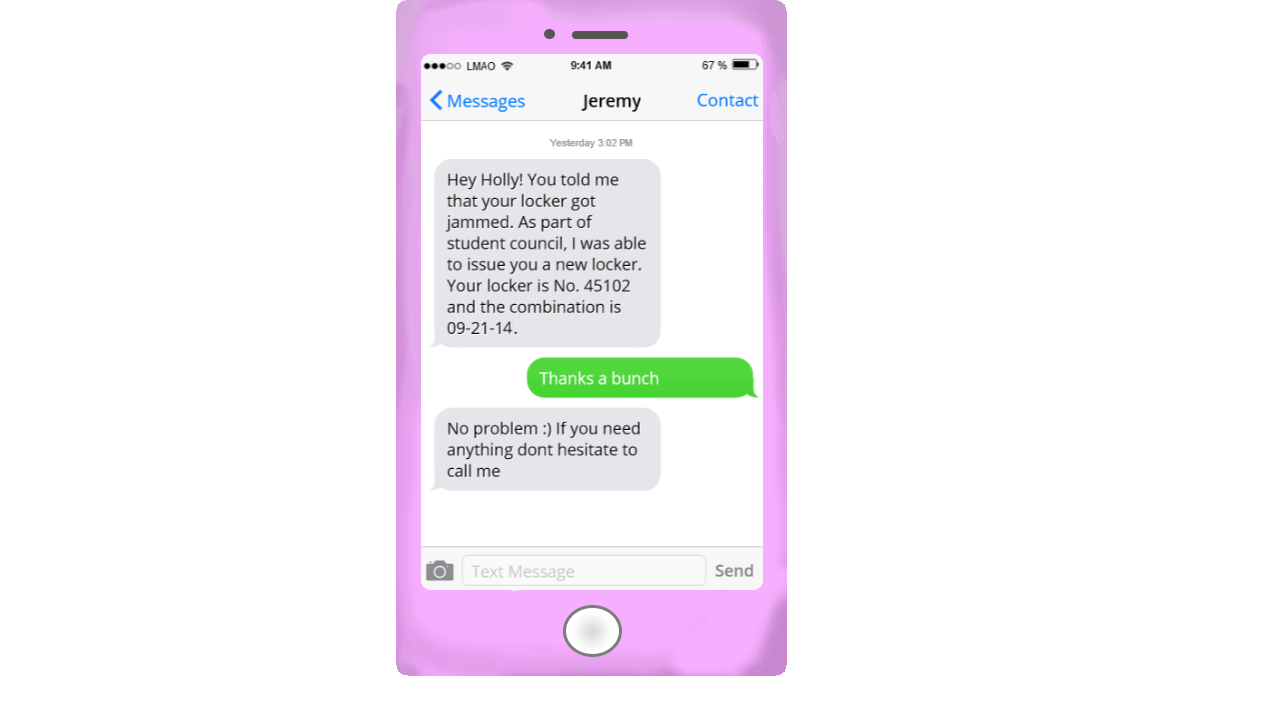 LMAO 9:41 AM 67 %
Messages Jeremy Contact
Yesterday 3:02 PM
Hey Holly! You told me
that your locker got
jammed. As part of
student council, I was able
to issue you a new locker.
Your locker is No. 45102
and the combination is
09-21-14.
Thanks a bunch
No problem :) If you need
anything dont hesitate to
call me
Text Message Send